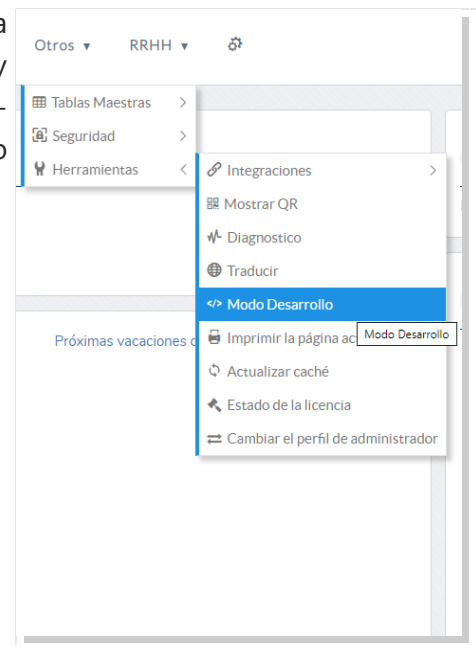 a
Otros ▾ RRHH ▾
y
-
o
Tablas Maestras >
Seguridad >
Herramientas <
Integraciones >
Mostrar QR
Diagnostico
Traducir
</> Modo Desarrollo
Imprimir la página ac
Modo Desarrollo
Próximas vacaciones
Actualizar caché
Estado de la licencia
Cambiar el perfil de administrador